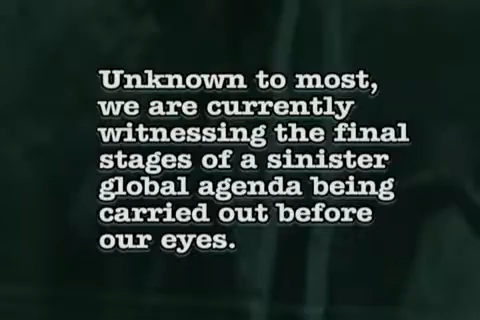 Unknown to most,
we are currently
witnessing the final
stages of a sinister
global agenda being
carried out before
our eyes.